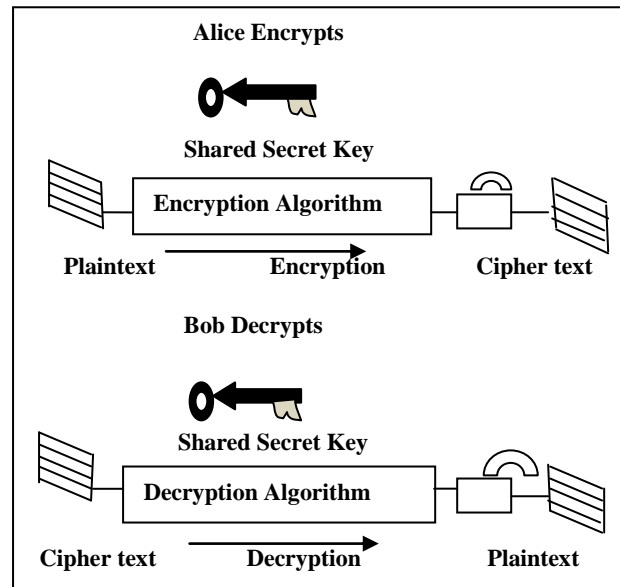 Alice Encrypts
Shared Secret Key
Encryption Algorithm
Plaintext Encryption Cipher text
Bob Decrypts
Shared Secret Key
Decryption Algorithm
Cipher text Decryption Plaintext